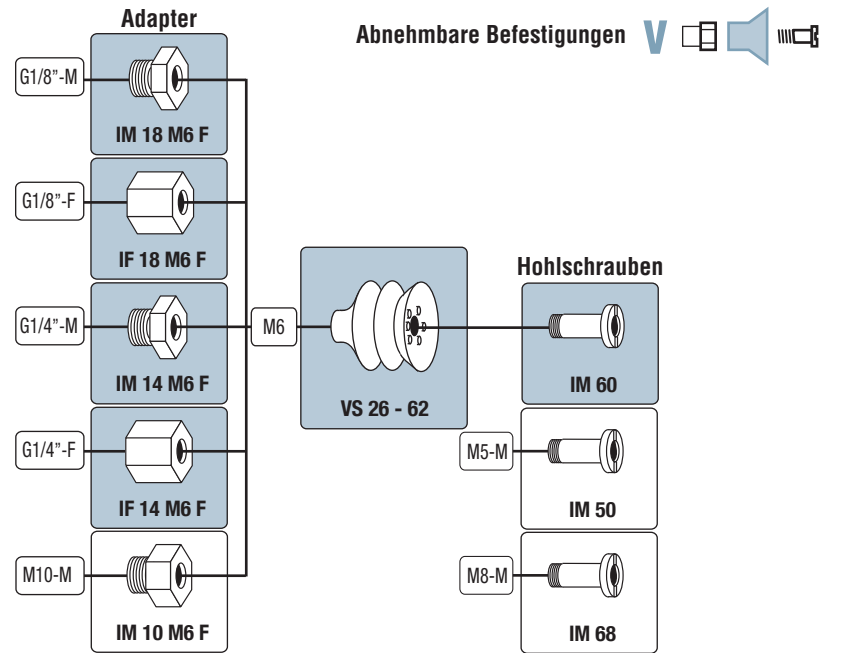 Adapter
Abnehmbare Befestigungen V
G1/8”-M
IM 18 M6 F
G1/8”-F
IF 18 M6 F
G1/4”-M
IM 14 M6 F
G1/4”-F
IF 14 M6 F
M10-M
IM 10 M6 F
M6
VS 26 - 62
Hohlschrauben
IM 60
M5-M
IM 50
M8-M
IM 68